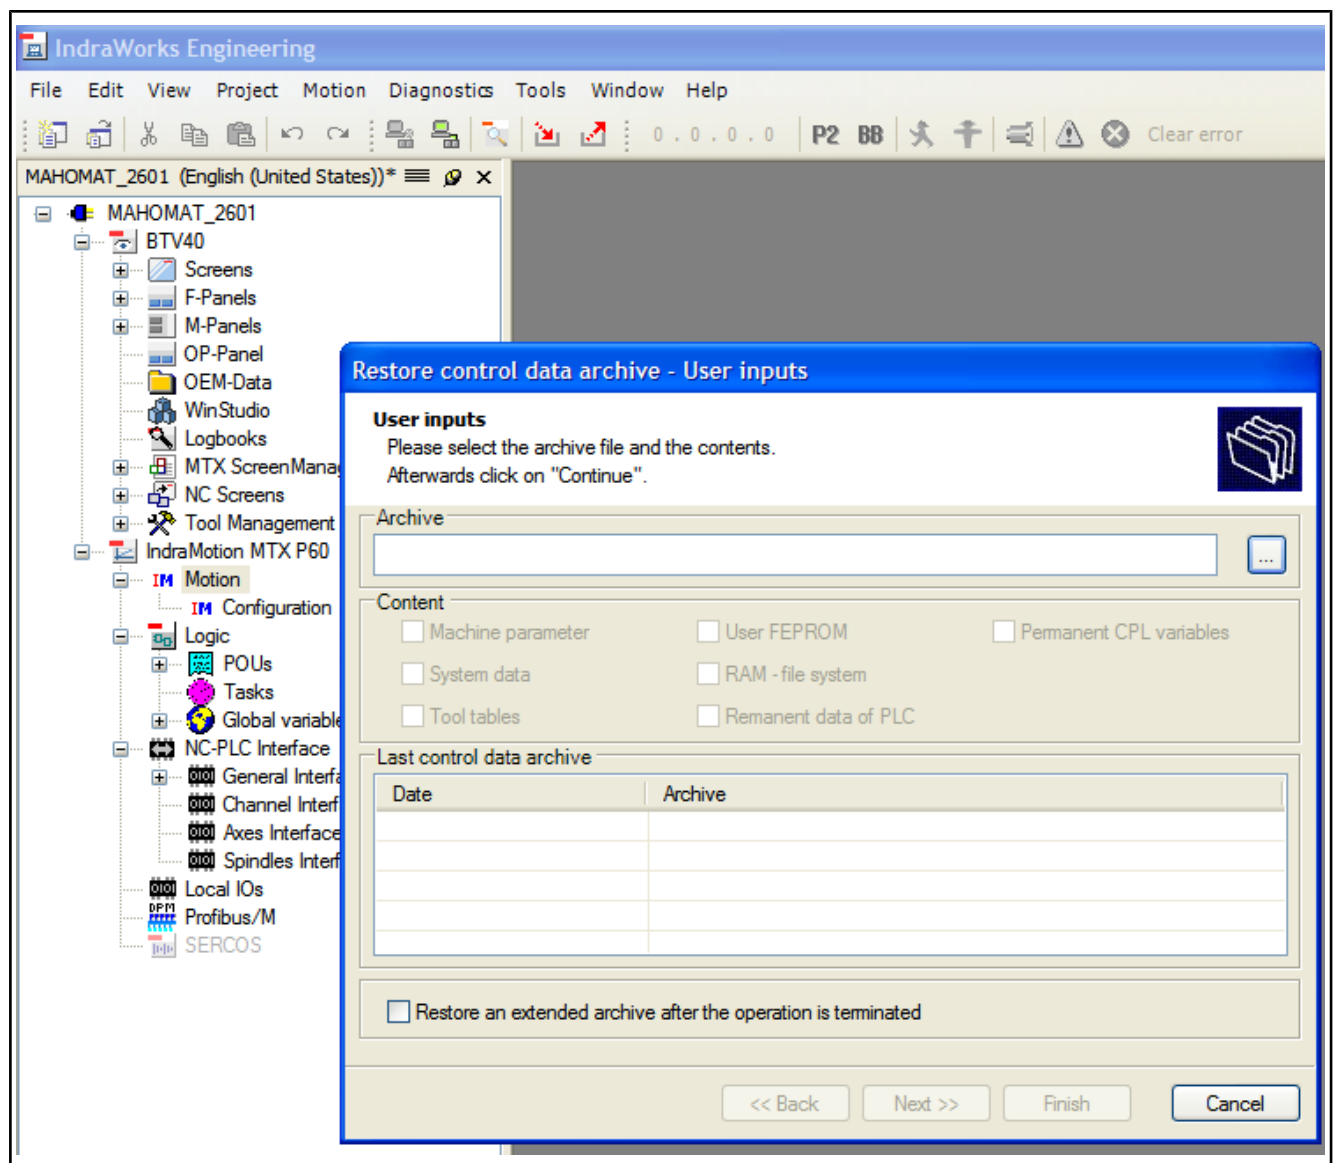 IndraWorks Engineering
File Edit View Project Motion Diagnostics Tools Window Help
0 . 0 . 0 . 0 P2 BB Clear error
MAHOMAT_2601 (English (United States))*
MAHOMAT_2601
BTV40
Screens
F-Panels
M-Panels
OP-Panel
OEM-Data
WinStudio
Logbooks
MTX ScreenMana
NC Screens
Tool Management
IndraMotion MTX P60
IM Motion
IM Configuration
Logic
POUs
Tasks
Global variable
NC-PLC Interface
General Interfa
Channel Interf
Axes Interface
Spindles Interf
Local IOs
DPM Profibus/M
SERCOS
Restore control data archive - User inputs
User inputs
Please select the archive file and the contents.
Afterwards click on "Continue".
Archive
...
Content
Machine parameter User FEPROM Permanent CPL variables
System data RAM - file system
Tool tables Remanent data of PLC
Last control data archive
Date Archive
Restore an extended archive after the operation is terminated
<< Back Next >> Finish Cancel